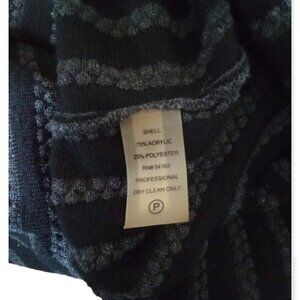 SHELL
75% ACRYLIC
25% POLYESTER
RN# 54163
PROFESSIONAL
DRY CLEAN ONLY
P